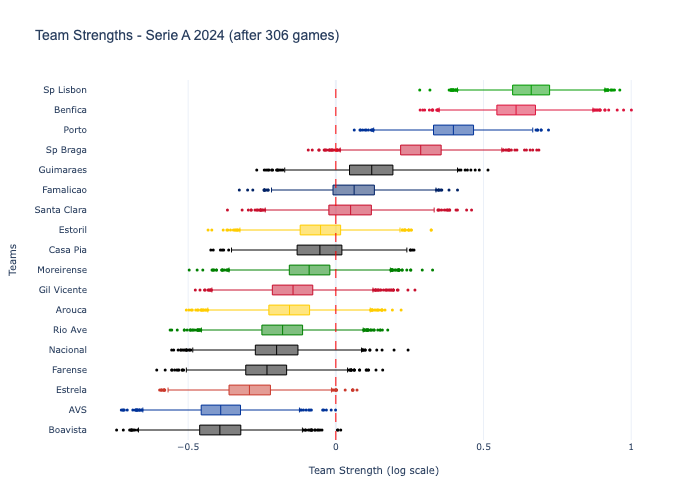 Team Strengths - Serie A 2024 (after 306 games)
Sp Lisbon
Benfica
Porto
Sp Braga
Guimaraes
Famalicao
Santa Clara
Estoril
Casa Pia
Moreirense
Gil Vicente
Arouca
Rio Ave
Nacional
Farense
Estrela
AVS
Boavista
Teams
−0.5 0 0.5 1
Team Strength (log scale)